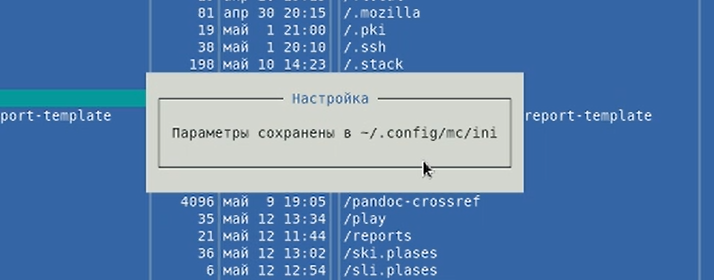 81 апр 30 20:15 /.mozilla
19 май 1 21:00 /.pki
38 май 1 20:10 /.ssh
198 май 10 14:23 /.stack
Настройка
port-template report-template
Параметры сохранены в ~/.config/mc/ini
4096 май 9 19:05 /pandoc-crossref
35 май 12 13:34 /play
21 май 12 11:44 /reports
36 май 12 13:02 /ski.plases
6 май 12 12:54 /sli.plases